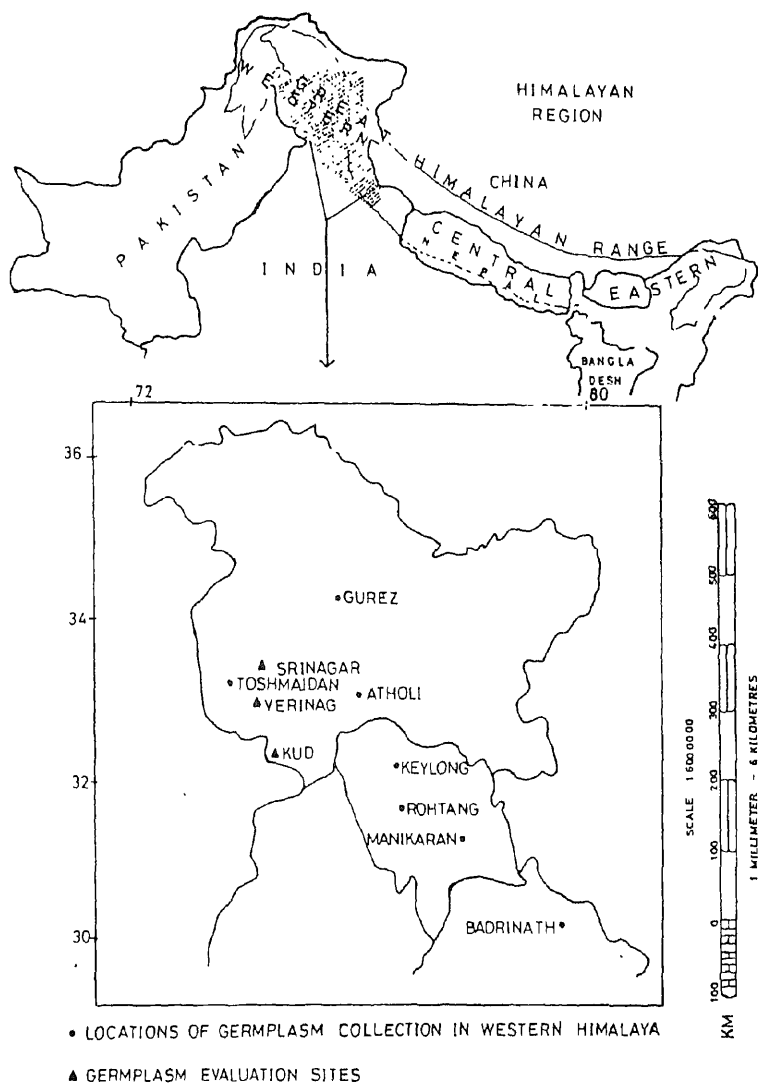 HIMALAYAN
REGION
WESTERN
PAKISTAN
INDIA
CHINA
HIMALAYAN RANGE
CENTRAL
NEPAL
EASTERN
BANGLA
DESH
72
80
36
34
32
30
GUREZ
SRINAGAR
TOSHMAIDAN
VERINAG
ATHOLI
KUD
KEYLONG
ROHTANG
MANIKARAN
BADRINATH
600
500
400
300
200
100
0
100
KM
SCALE 1:6000000
1 MILLIMETER - 6 KILOMETRES
• LOCATIONS OF GERMPLASM COLLECTION IN WESTERN HIMALAYA
▲ GERMPLASM EVALUATION SITES